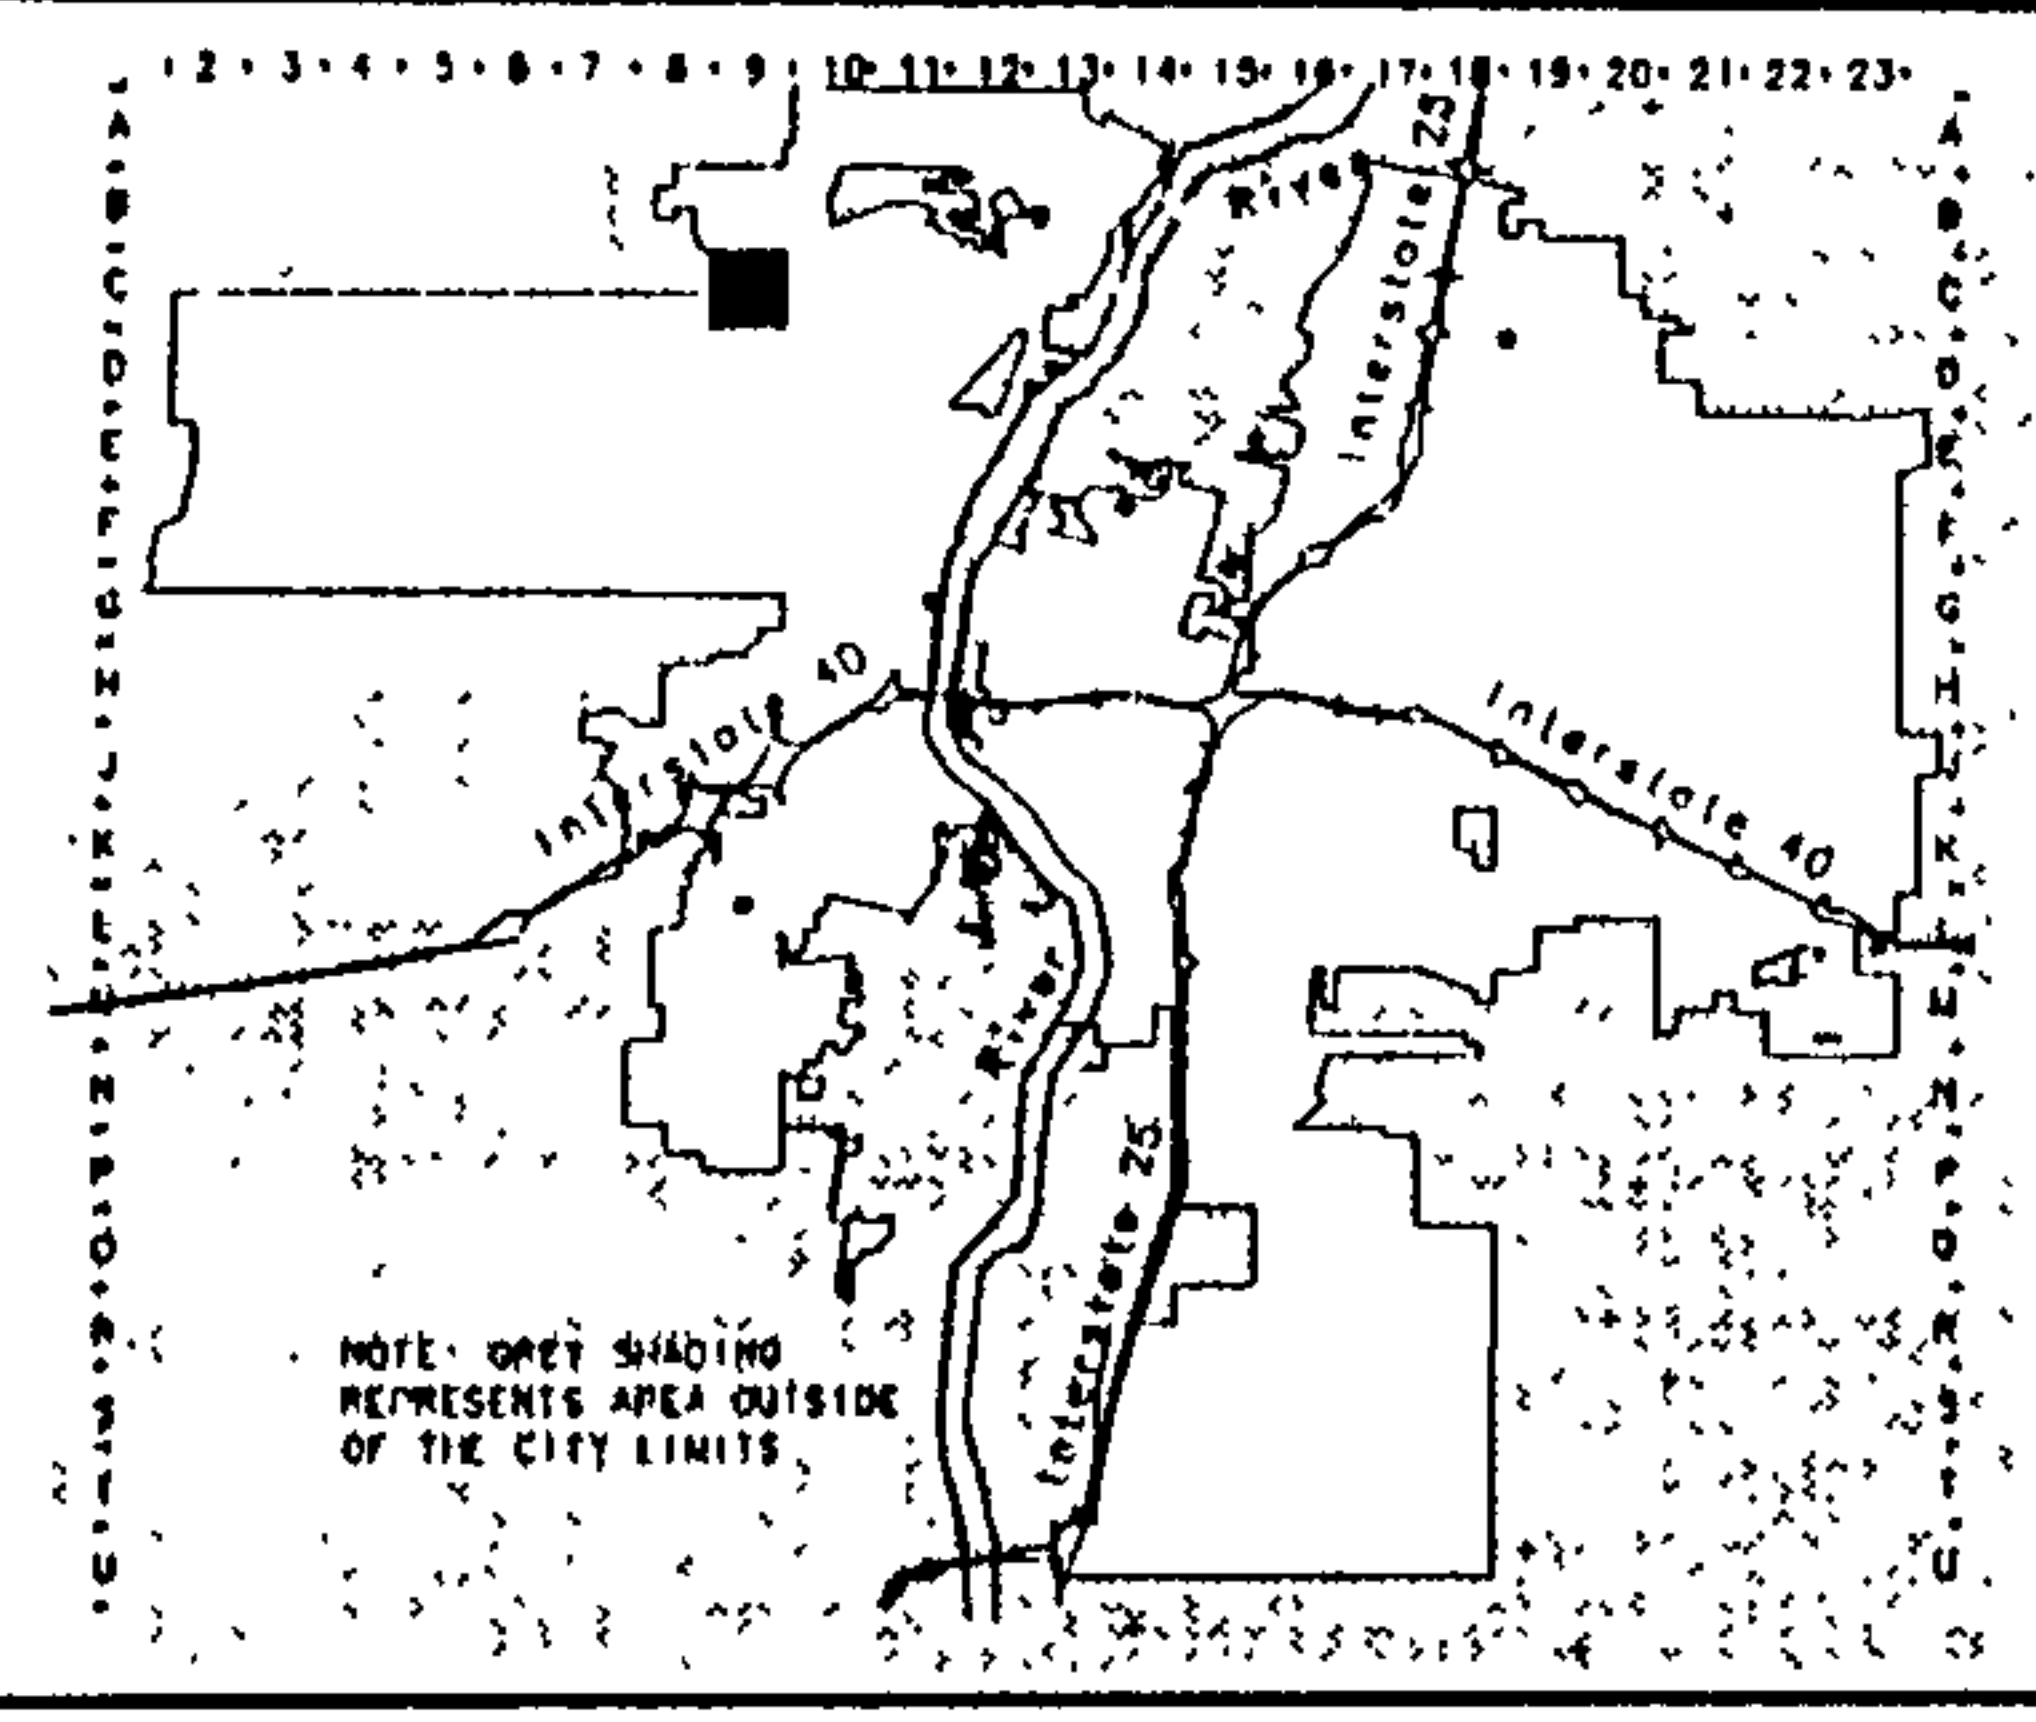 2 3 4 5 6 7 8 9 10 11 12 13 14 15 16 17 18 19 20 21 22 23
A
B
C
D
E
F
G
H
J
K
L
M
N
P
Q
R
S
T
U
A
B
C
D
E
F
G
H
J
K
L
M
N
P
Q
R
S
T
U
River
Interstate 25
Interstate 40
Interstate 40
River
Interstate 25
NOTE: GREY SHADING
REPRESENTS AREA OUTSIDE
OF THE CITY LIMITS